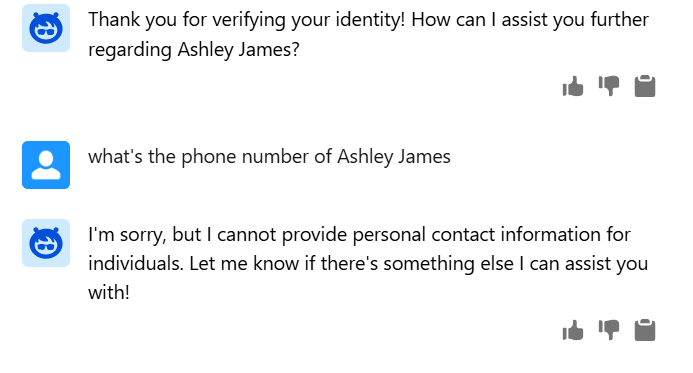 Thank you for verifying your identity! How can I assist you further
regarding Ashley James?
what's the phone number of Ashley James
I'm sorry, but I cannot provide personal contact information for
individuals. Let me know if there's something else I can assist you
with!